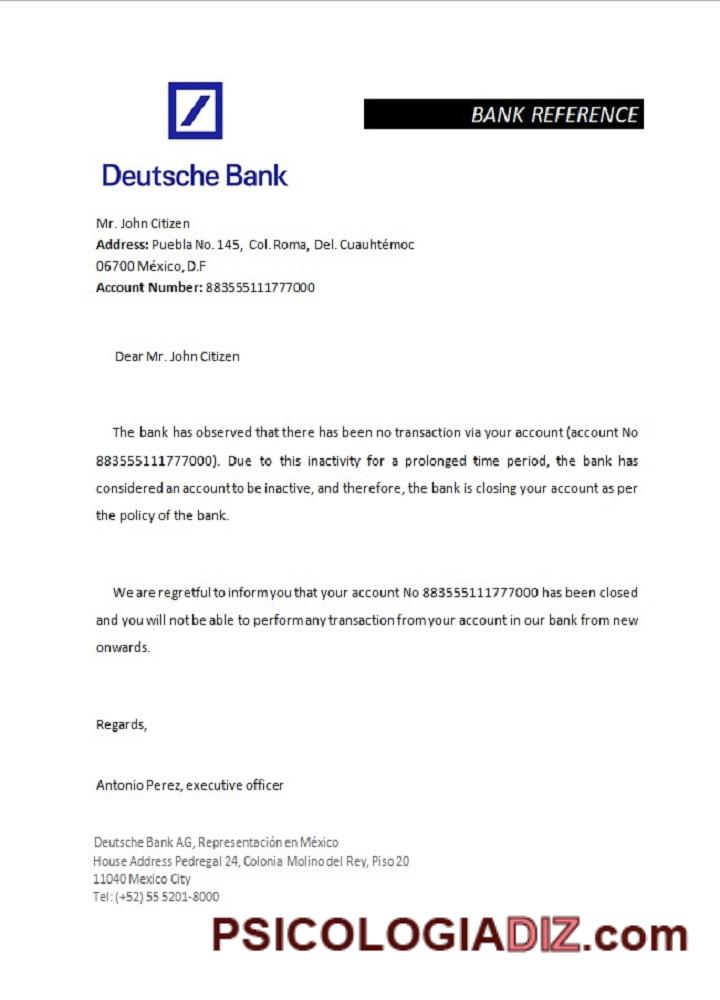 BANK REFERENCE
Deutsche Bank
Mr. John Citizen
Address: Puebla No. 145, Col. Roma, Del. Cuauhtémoc
06700 México, D.F
Account Number: 883555111777000
Dear Mr. John Citizen
The bank has observed that there has been no transaction via your account (account No
883555111777000). Due to this inactivity for a prolonged time period, the bank has
considered an account to be inactive, and therefore, the bank is closing your account as per
the policy of the bank.
We are regretful to inform you that your account No 883555111777000 has been closed
and you will not be able to perform any transaction from your account in our bank from new
onwards.
Regards,
Antonio Perez, executive officer
Deutsche Bank AG, Representación en México
House Address Pedregal 24, Colonia Molino del Rey, Piso 20
11040 Mexico City
Tel: (+52) 55 5201-8000
PSICOLOGIADIZ.com